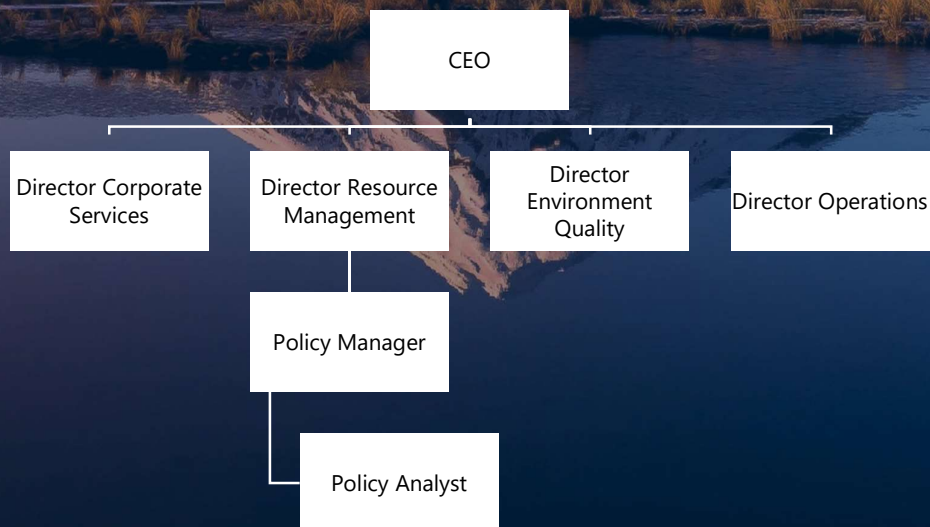 CEO
Director Corporate
Services
Director Resource
Management
Director
Environment
Quality
Director Operations
Policy Manager
Policy Analyst